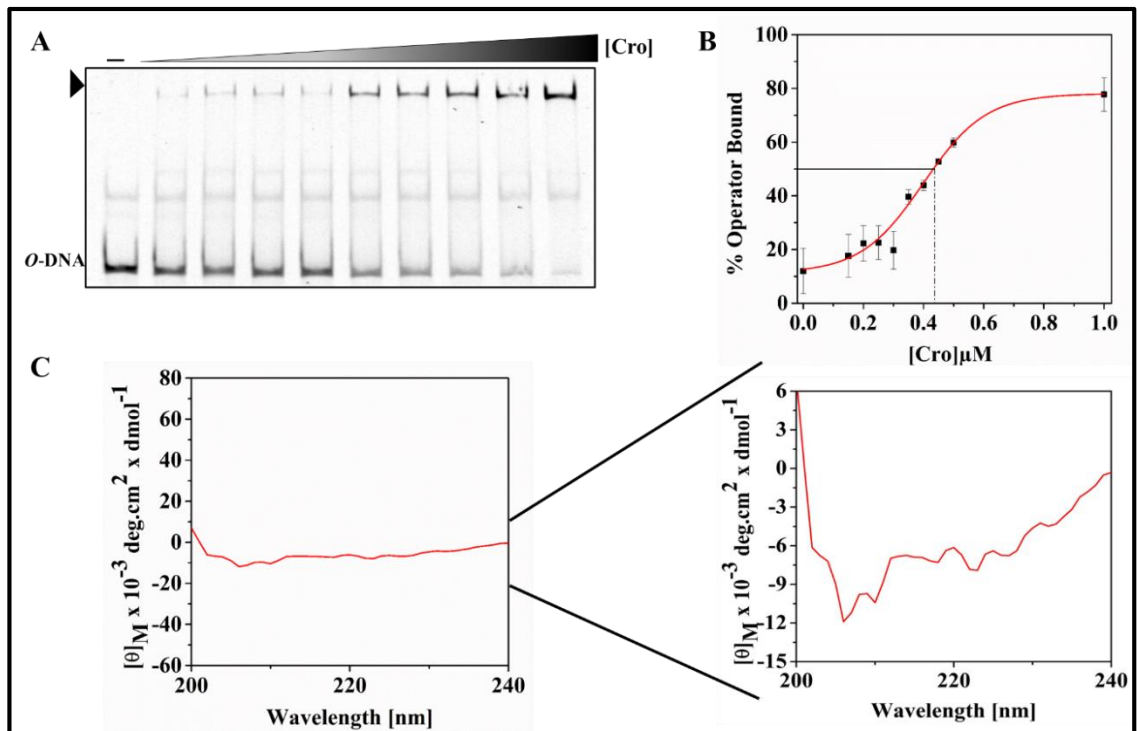 A
[Cro]
–
O-DNA
B
100
80
60
40
20
0
% Operator Bound
0.0 0.2 0.4 0.6 0.8 1.0
[Cro]µM
C
80
60
40
20
0
-20
-40
-60
[θ]M x 10⁻³ deg.cm² x dmol⁻¹
200 220 240
Wavelength [nm]
6
3
0
-3
-6
-9
-12
-15
[θ]M x 10⁻³ deg.cm² x dmol⁻¹
200 220 240
Wavelength [nm]